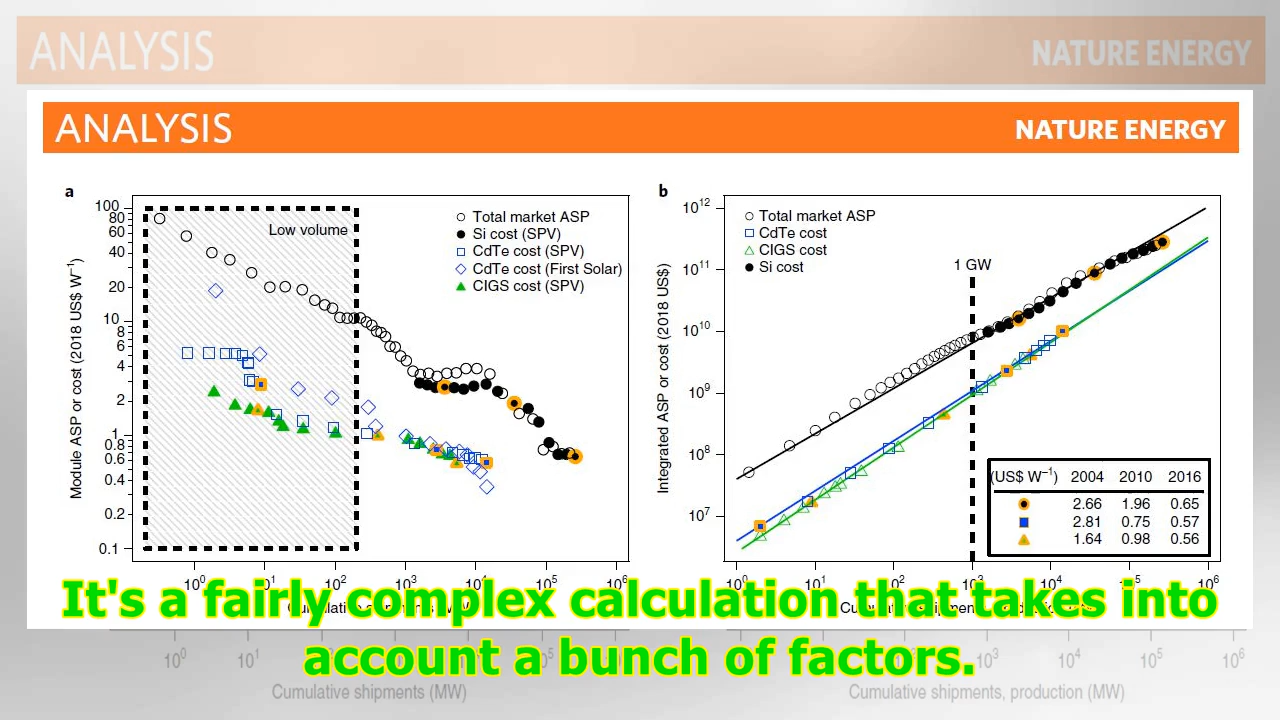 ANALYSIS
NATURE ENERGY
ANALYSIS
NATURE ENERGY
a
Module ASP or cost (2018 US$ W⁻¹)
100
80
60
40
20
10
8
6
4
2
1
0.8
0.6
0.4
0.2
0.1
Low volume
Total market ASP
Si cost (SPV)
CdTe cost (SPV)
CdTe cost (First Solar)
CIGS cost (SPV)
10⁰ 10¹ 10² 10³ 10⁴ 10⁵ 10⁶
b
Integrated ASP or cost (2018 US$)
10¹²
10¹¹
10¹⁰
10⁹
10⁸
10⁷
Total market ASP
CdTe cost
CIGS cost
Si cost
1 GW
(US$ W⁻¹) 2004 2010 2016
2.66 1.96 0.65
2.81 0.75 0.57
1.64 0.98 0.56
10⁰ 10¹ 10² 10³ 10⁴ 10⁵ 10⁶
It's a fairly complex calculation that takes into
account a bunch of factors.
10⁰ 10¹ 10² 10³ 10⁴ 10⁵ 10⁶
Cumulative shipments (MW)
10⁰ 10¹ 10² 10³ 10⁴ 10⁵ 10⁶
Cumulative shipments, production (MW)